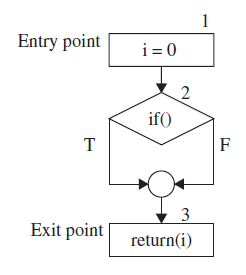 1
Entry point
i = 0
2
if()
T
F
3
Exit point
return(i)